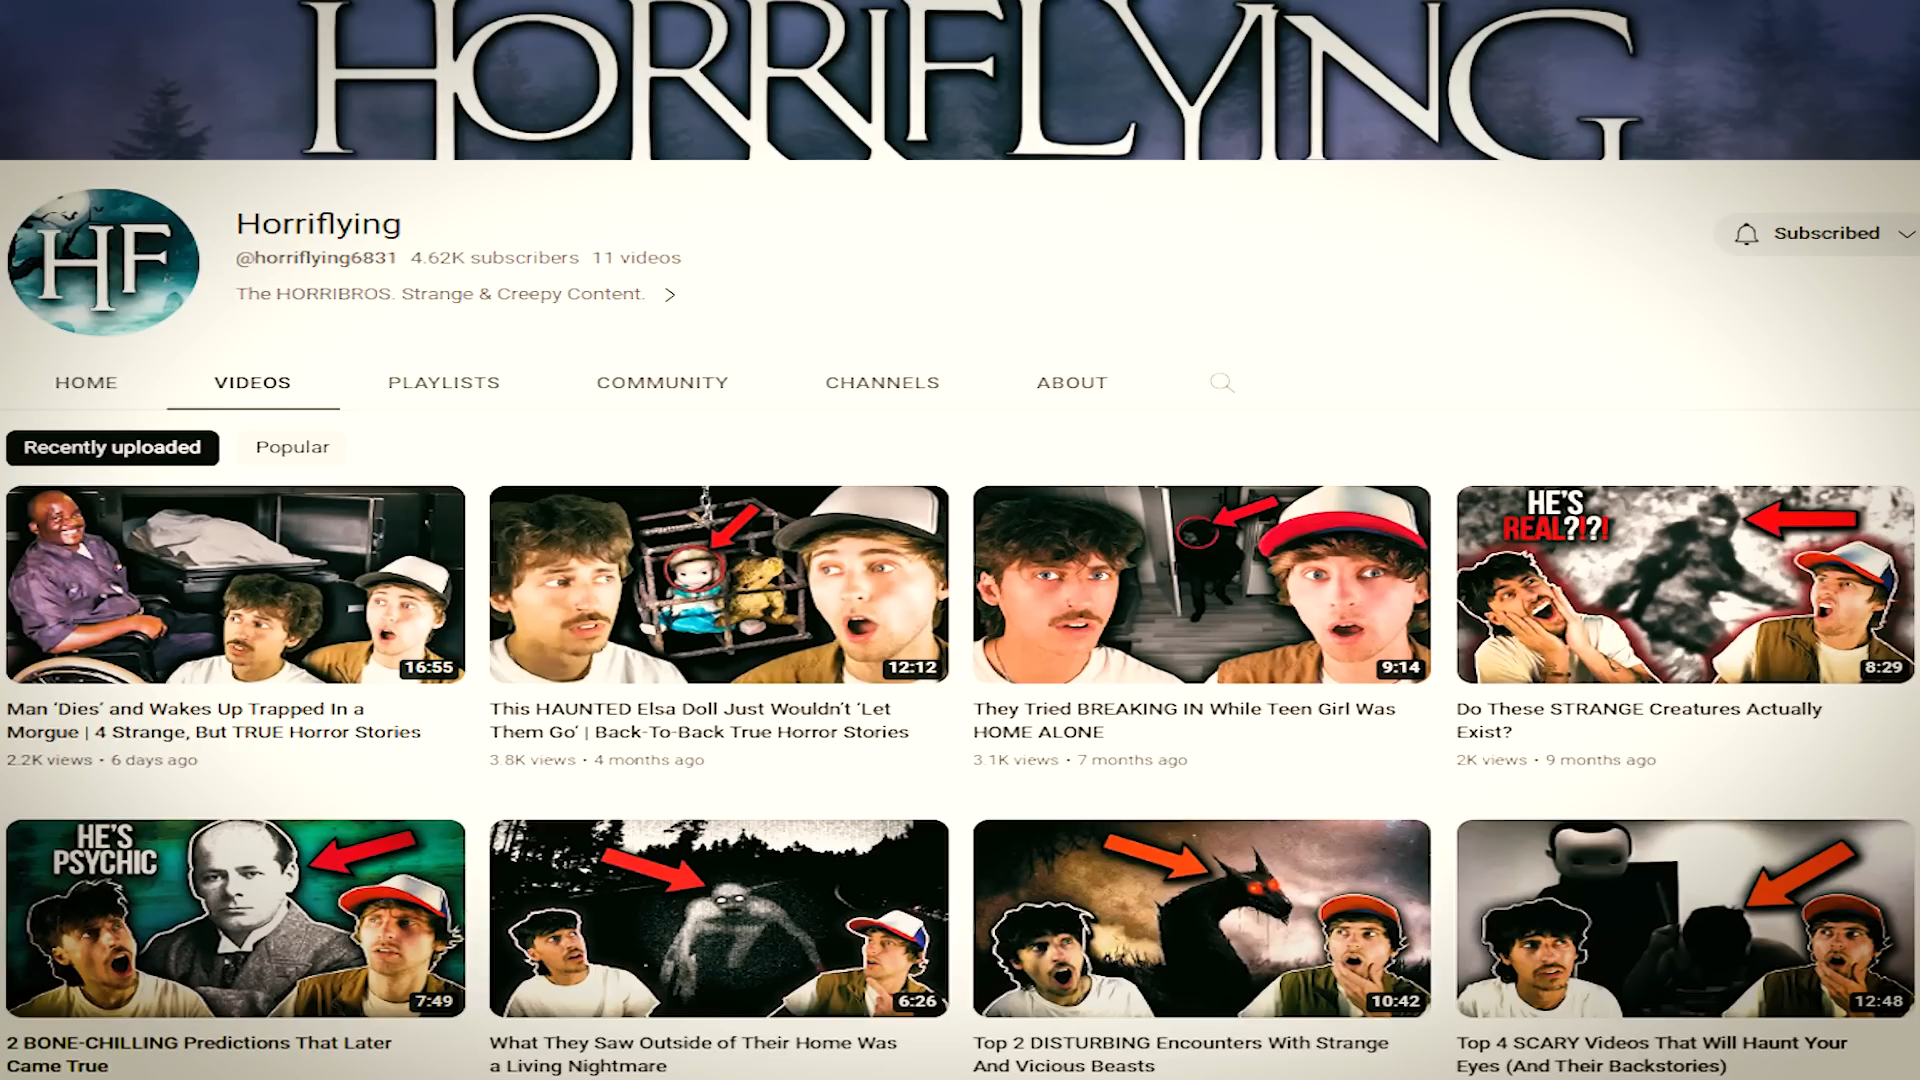 HORRIFLYING
HF
Horriflying
@horriflying6831 4.62K subscribers 11 videos
The HORRIBROS. Strange & Creepy Content.
Subscribed
HOME VIDEOS PLAYLISTS COMMUNITY CHANNELS ABOUT
Recently uploaded Popular
HE'S
REAL?!?!
16:55 12:12 9:14 8:29
Man ‘Dies’ and Wakes Up Trapped In a
Morgue | 4 Strange, But TRUE Horror Stories
2.2K views • 6 days ago
This HAUNTED Elsa Doll Just Wouldn’t ‘Let
Them Go’ | Back-To-Back True Horror Stories
3.8K views • 4 months ago
They Tried BREAKING IN While Teen Girl Was
HOME ALONE
3.1K views • 7 months ago
Do These STRANGE Creatures Actually
Exist?
2K views • 9 months ago
HE'S
PSYCHIC
7:49 6:26 10:42 12:48
2 BONE-CHILLING Predictions That Later
Came True
What They Saw Outside of Their Home Was
a Living Nightmare
Top 2 DISTURBING Encounters With Strange
And Vicious Beasts
Top 4 SCARY Videos That Will Haunt Your
Eyes (And Their Backstories)